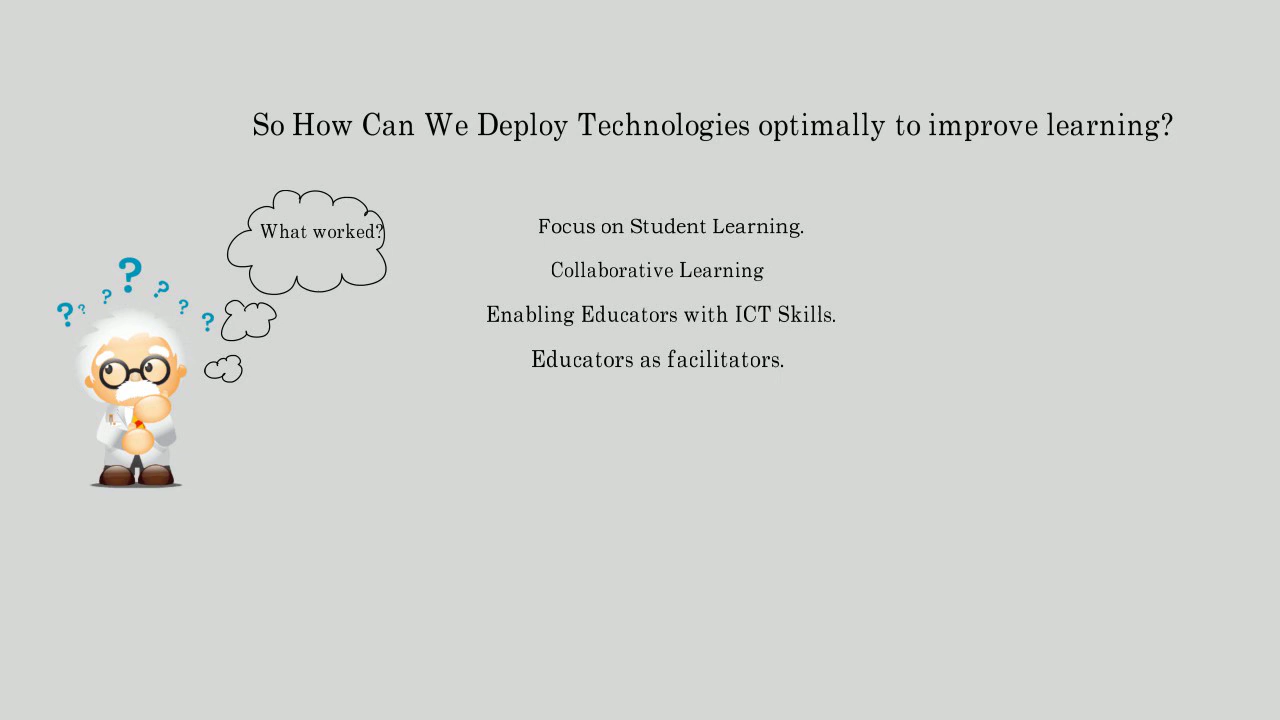 So How Can We Deploy Technologies optimally to improve learning?
What worked?
Focus on Student Learning.
Collaborative Learning
Enabling Educators with ICT Skills.
Educators as facilitators.
? ? ? ? ? ? ?